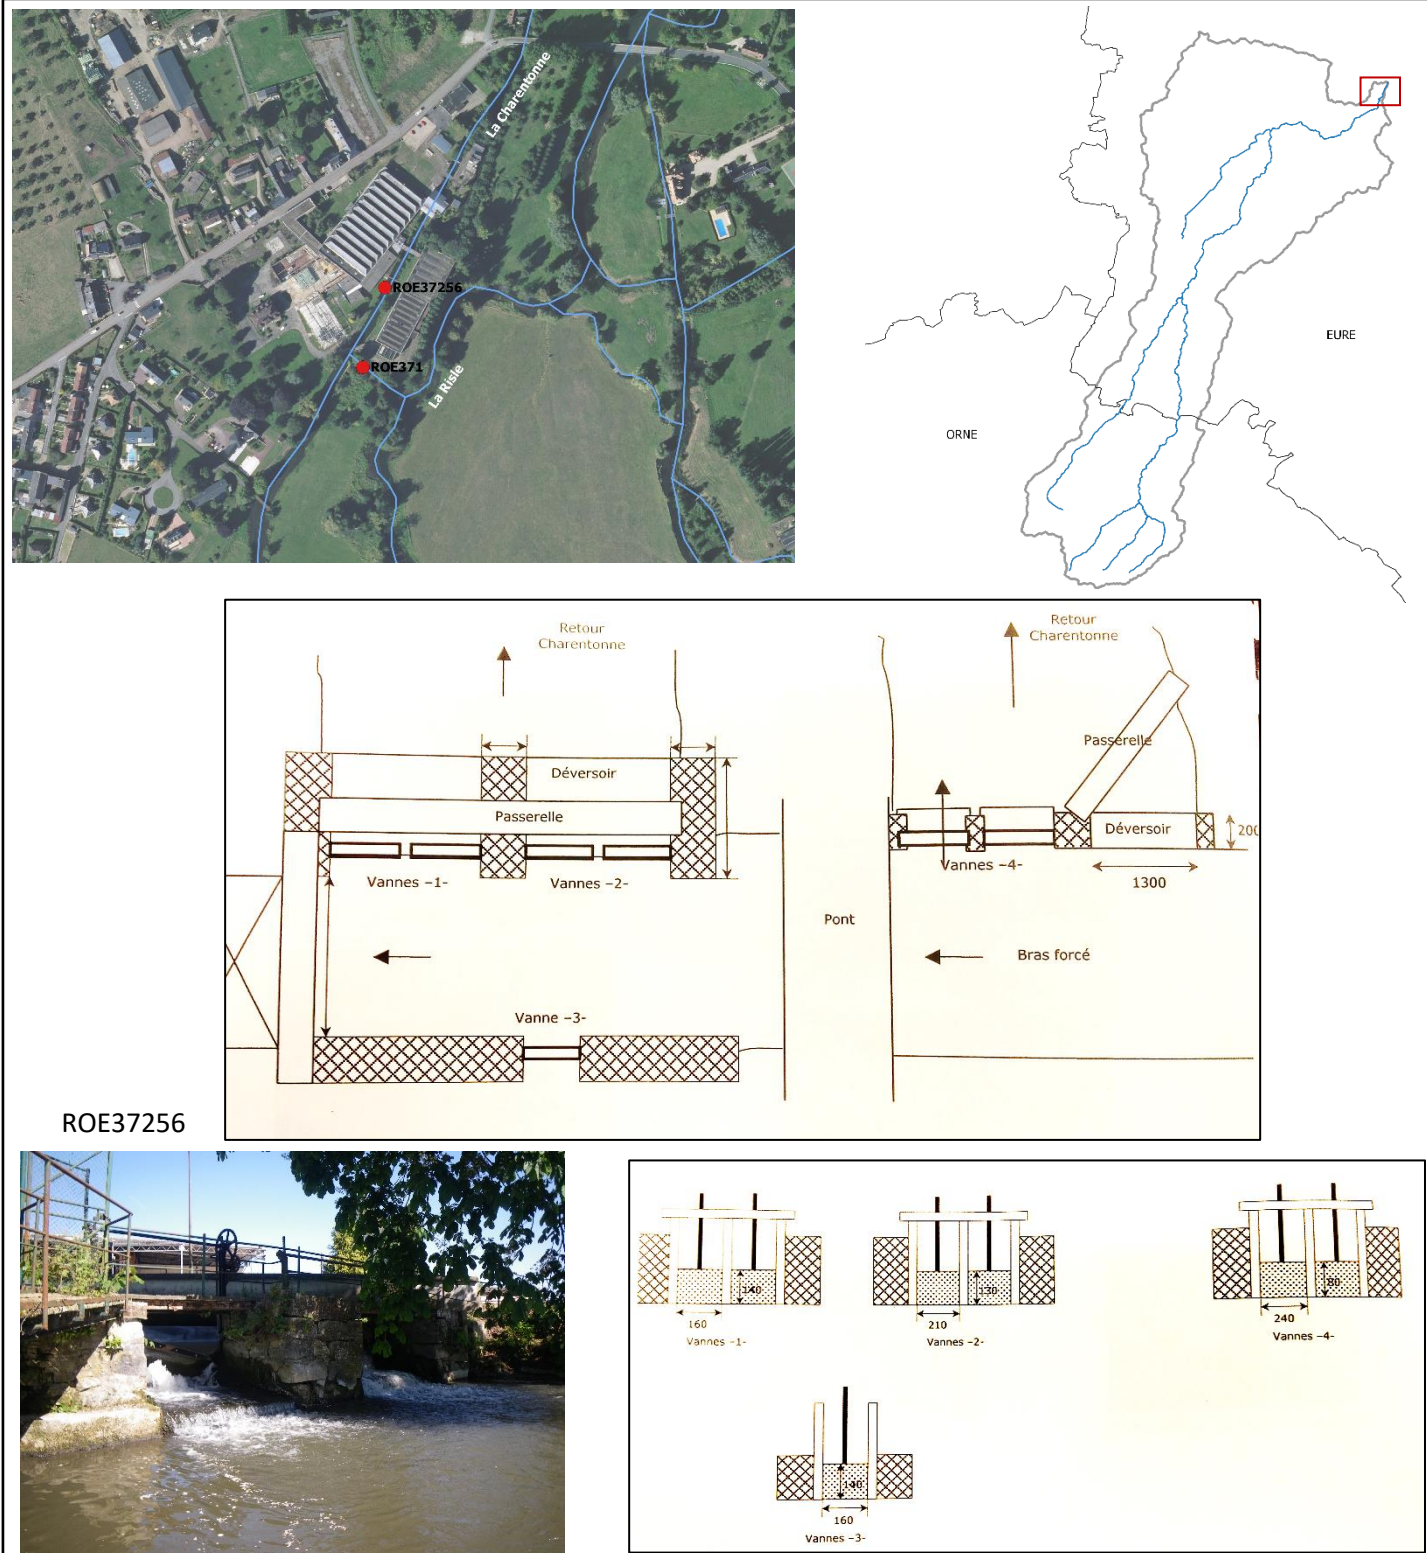 La Charentonne
ROE37256
ROE371
La Risle
EURE
ORNE
Retour
Charentonne
Retour
Charentonne
Déversoir
Passerelle
Passerelle
Déversoir
200
Vannes –1-
Vannes –2-
Vannes –4-
1300
Pont
Bras forcé
Vanne –3-
ROE37256
140
130
80
160
210
240
Vannes –1-
Vannes –2-
Vannes –4-
140
160
Vannes –3-